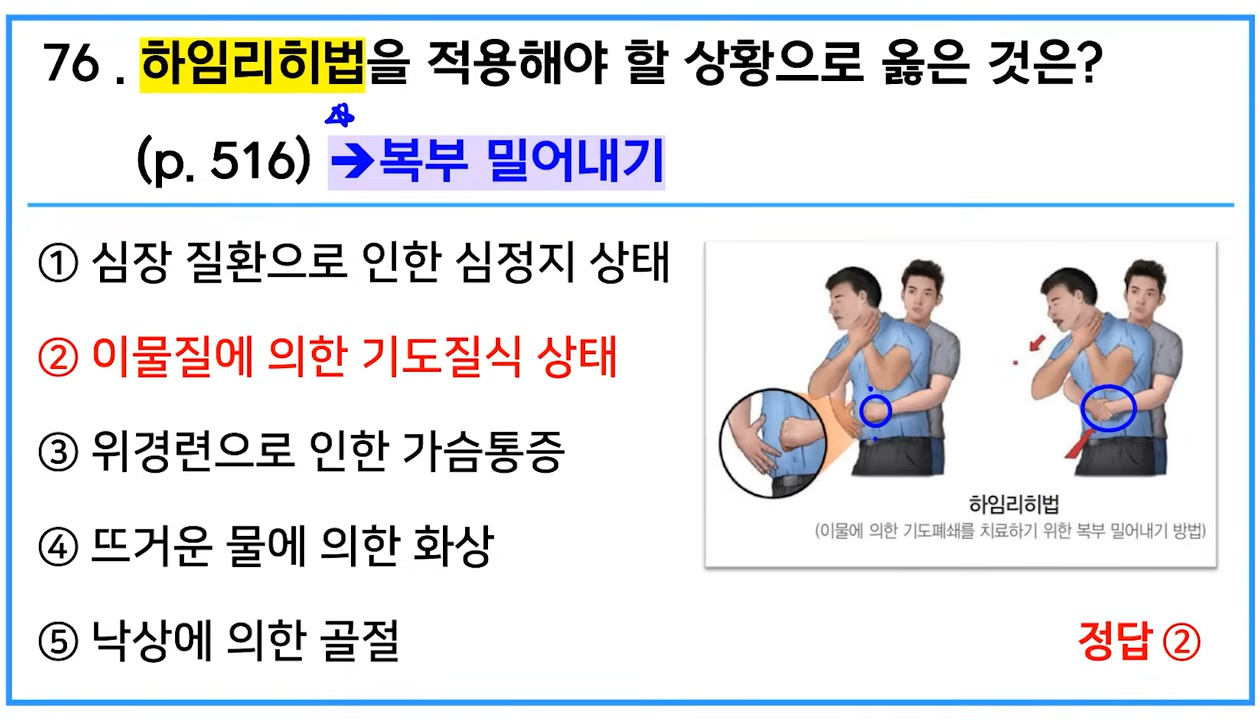 76 . 하임리히법을 적용해야 할 상황으로 옳은 것은?
(p. 516) →복부 밀어내기
① 심장 질환으로 인한 심정지 상태
② 이물질에 의한 기도질식 상태
③ 위경련으로 인한 가슴통증
④ 뜨거운 물에 의한 화상
⑤ 낙상에 의한 골절
하임리히법
(이물에 의한 기도폐쇄를 치료하기 위한 복부 밀어내기 방법)
정답 ②